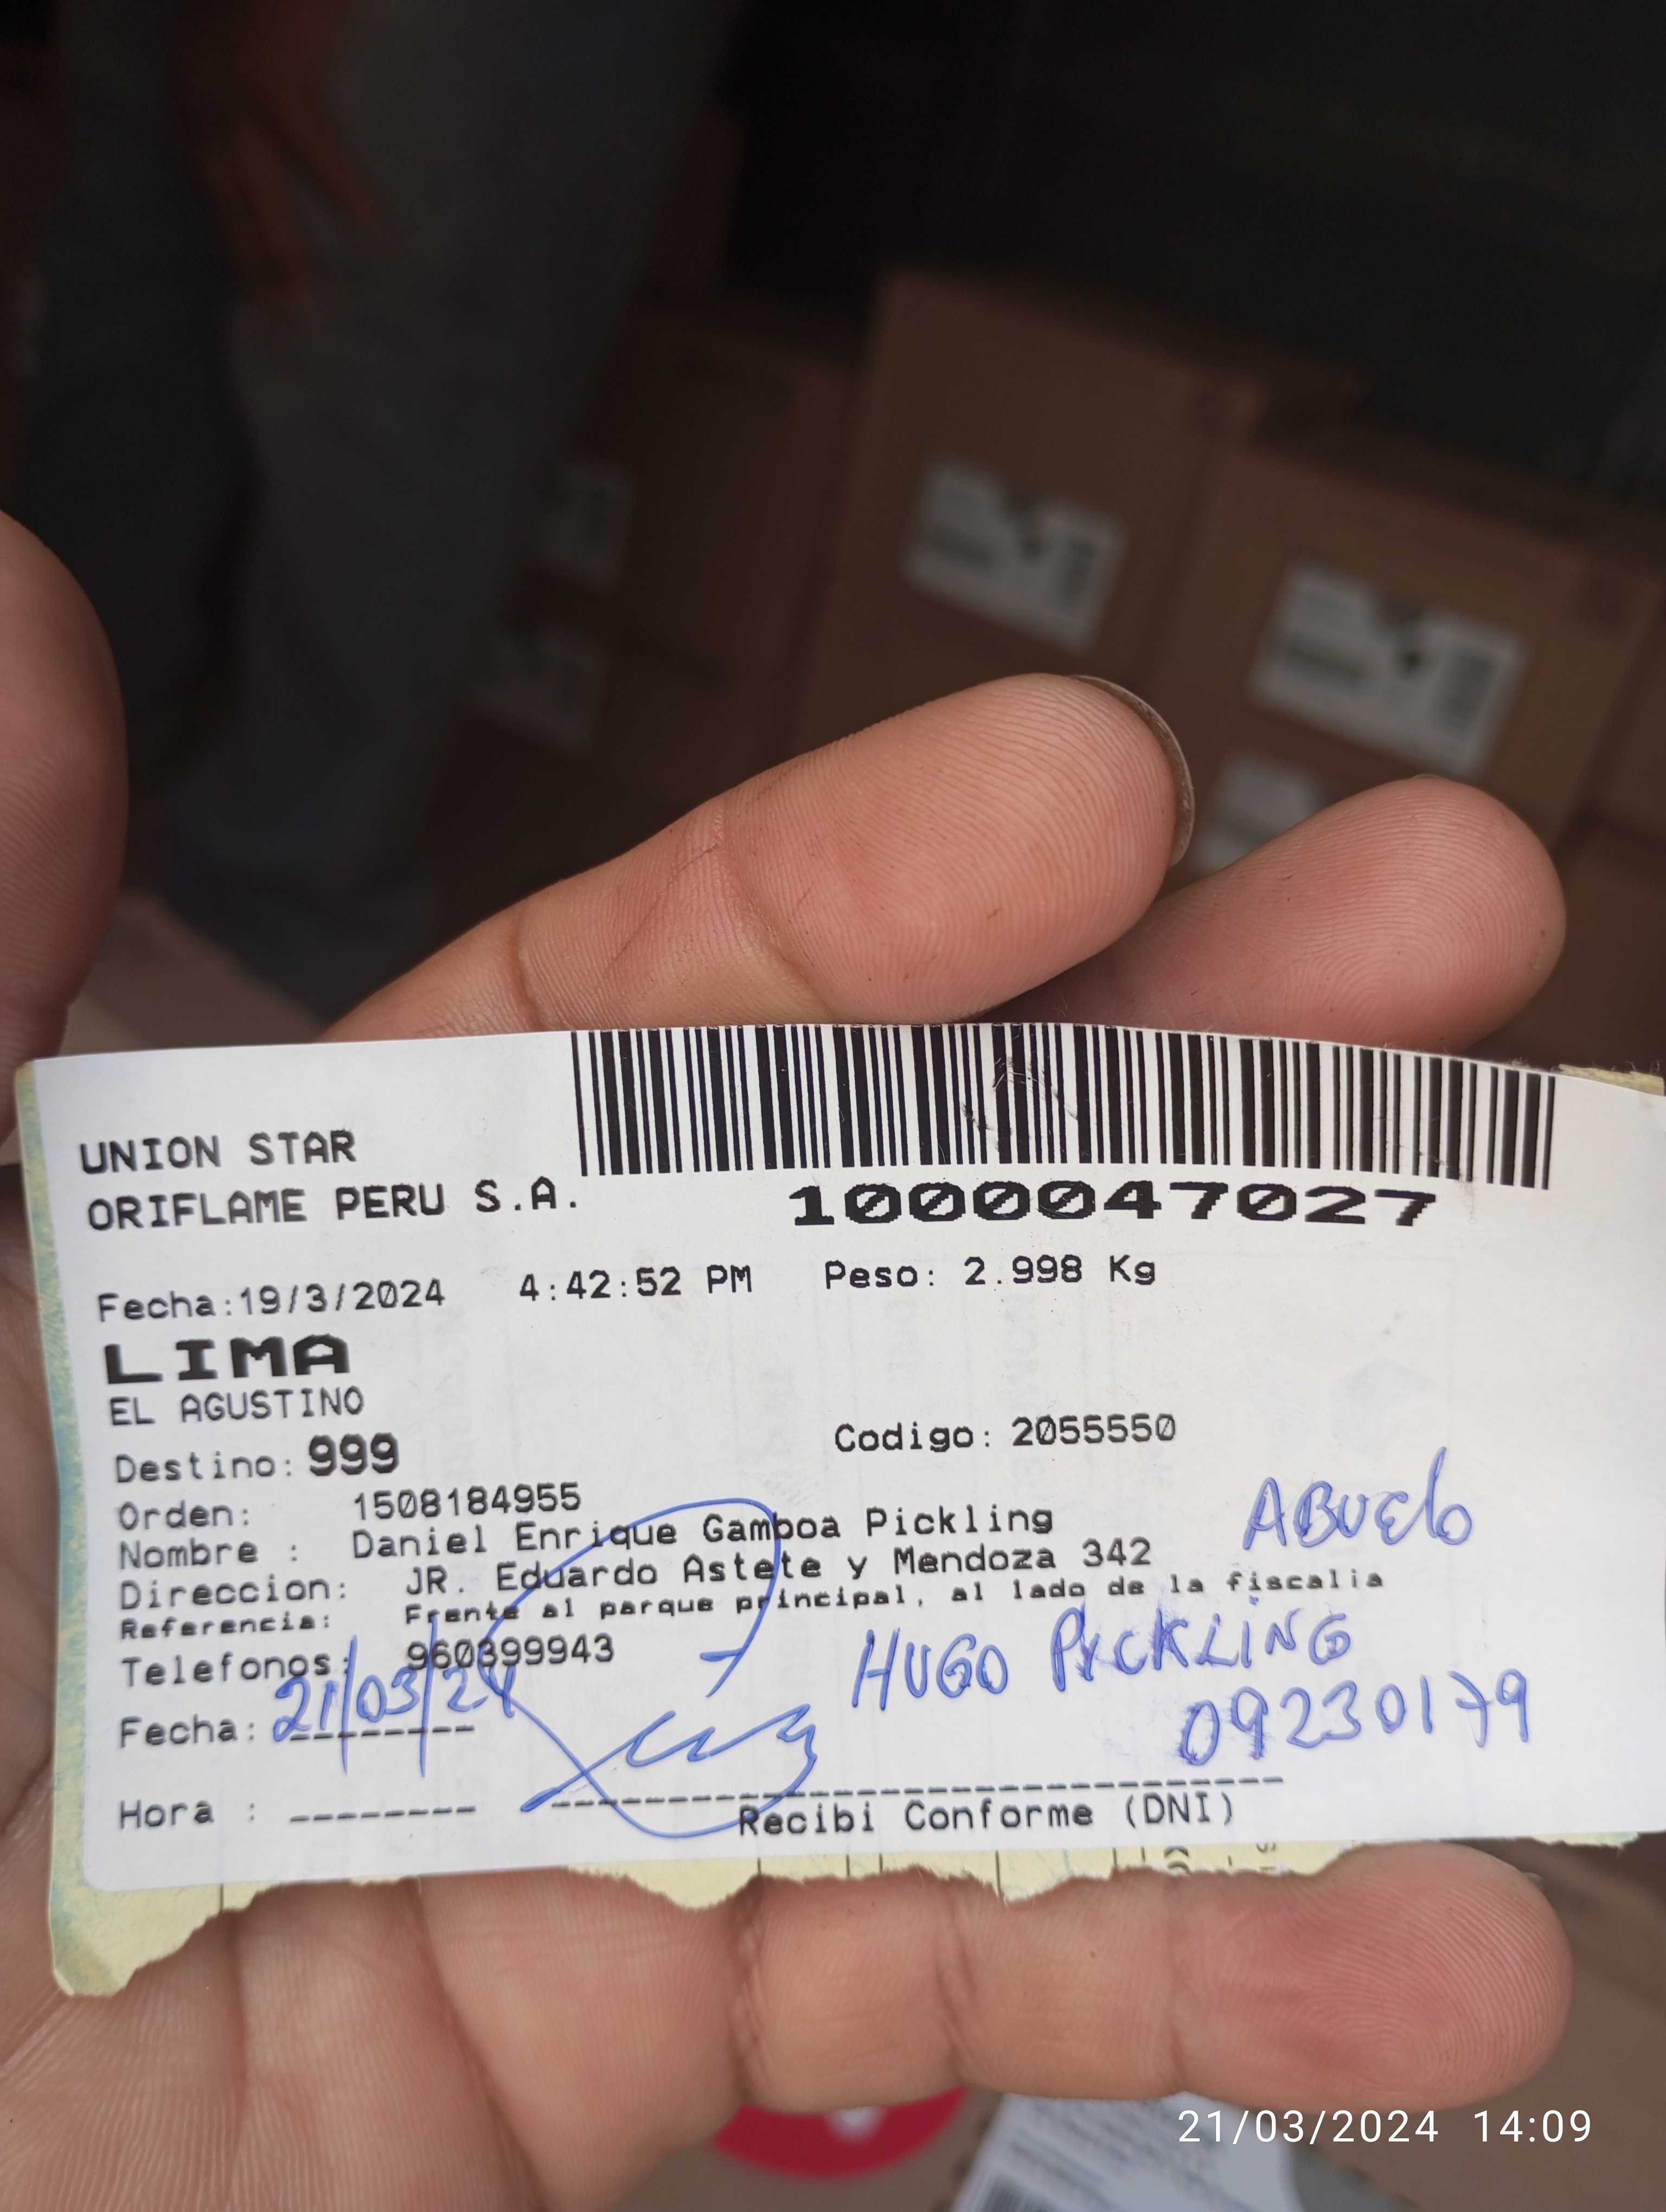 UNION STAR
ORIFLAME PERU S.A.
1000047027
Fecha:19/3/2024 4:42:52 PM Peso: 2.998 Kg
LIMA
EL AGUSTINO
Destino: 999 Codigo: 2055550
Orden: 1508184955
Nombre : Daniel Enrique Gamboa Pickling
ABUElo
Direccion: JR. Eduardo Astete y Mendoza 342
Referencia: Frente al parque principal, al lado de la fiscalia
Telefonos: 960399943
HUGO PICKLING
Fecha: 21/03/24
09230179
Hora : --------
Recibi Conforme (DNI)
21/03/2024 14:09